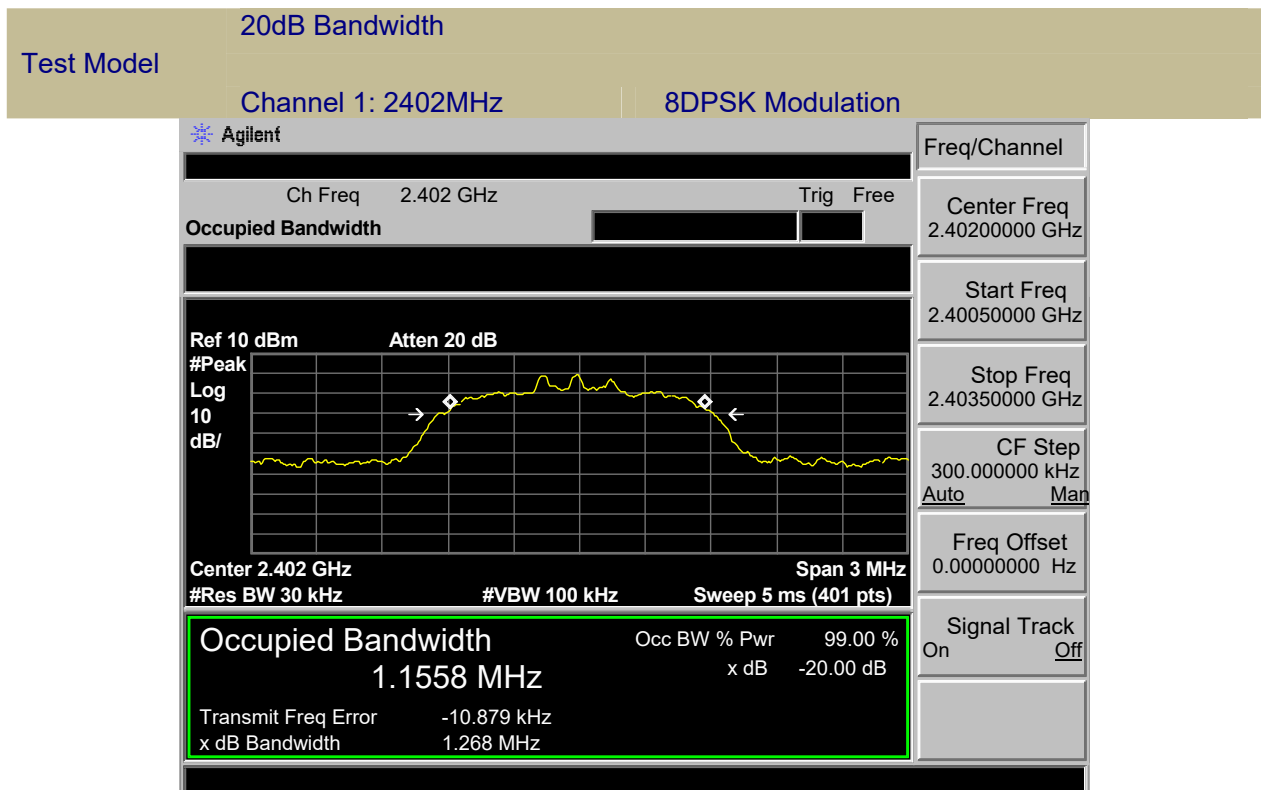 20dB Bandwidth
Test Model
Channel 1: 2402MHz 8DPSK Modulation
Agilent
Freq/Channel
Ch Freq 2.402 GHz Trig Free
Occupied Bandwidth
Center Freq
2.40200000 GHz
Start Freq
2.40050000 GHz
Stop Freq
2.40350000 GHz
CF Step
300.000000 kHz
Auto Man
Freq Offset
0.00000000 Hz
Signal Track
On Off
Ref 10 dBm Atten 20 dB
#Peak
Log
10
dB/
Center 2.402 GHz Span 3 MHz
#Res BW 30 kHz #VBW 100 kHz Sweep 5 ms (401 pts)
Occupied Bandwidth Occ BW % Pwr 99.00 %
1.1558 MHz x dB -20.00 dB
Transmit Freq Error -10.879 kHz
x dB Bandwidth 1.268 MHz